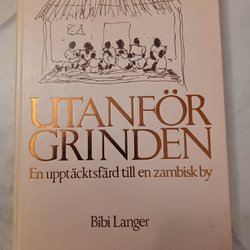 UTANFÖR
GRINDEN
En upptäcktsfärd till en zambisk by
Bibi Langer